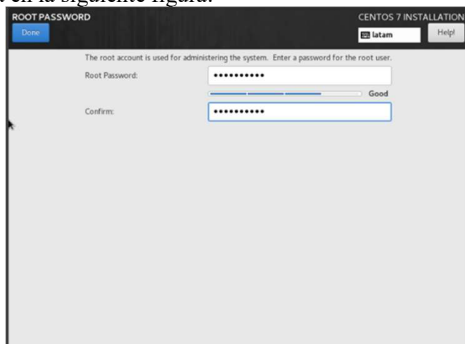 en la siguiente figura.
ROOT PASSWORD
CENTOS 7 INSTALLATION
Done
latam
Help!
The root account is used for administering the system. Enter a password for the root user.
Root Password:
••••••••••
Good
Confirm:
••••••••••